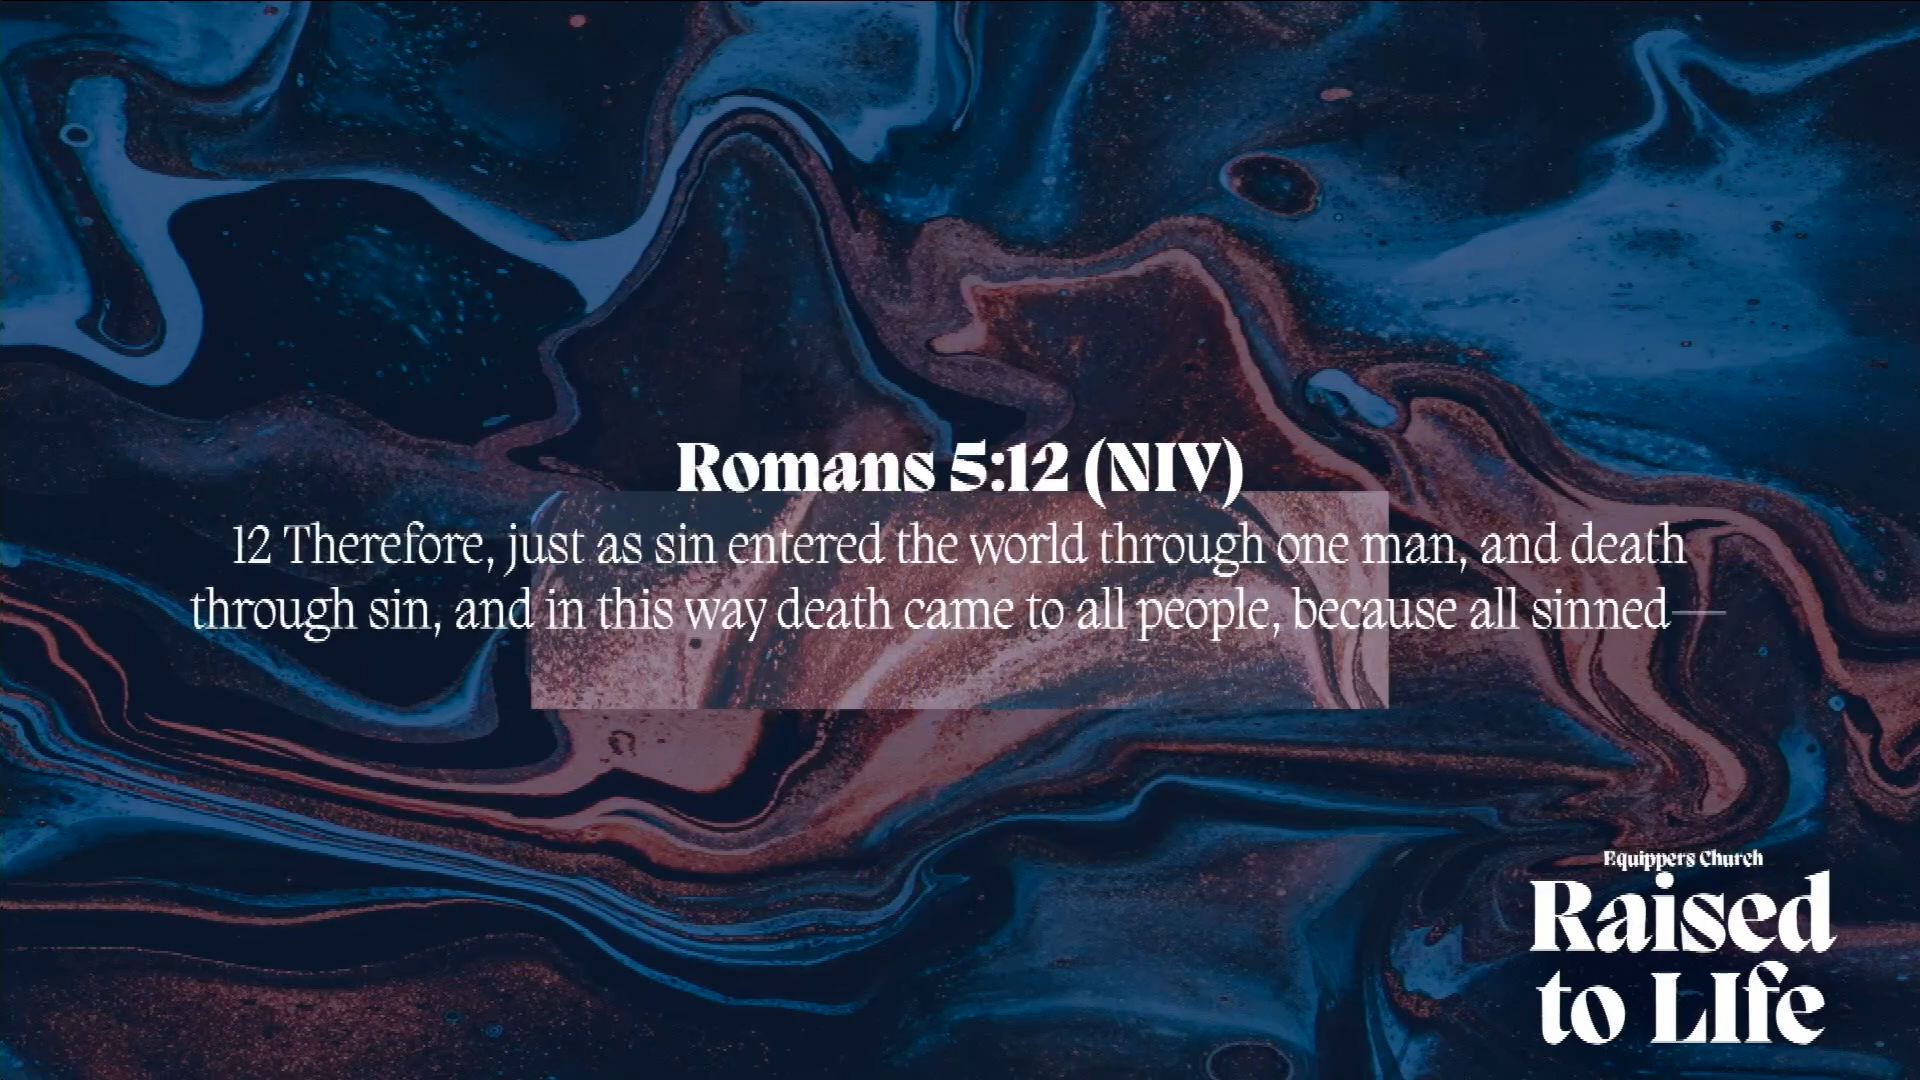 Romans 5:12 (NIV)
12 Therefore, just as sin entered the world through one man, and death
through sin, and in this way death came to all people, because all sinned—
Equippers Church
Raised
to LIfe